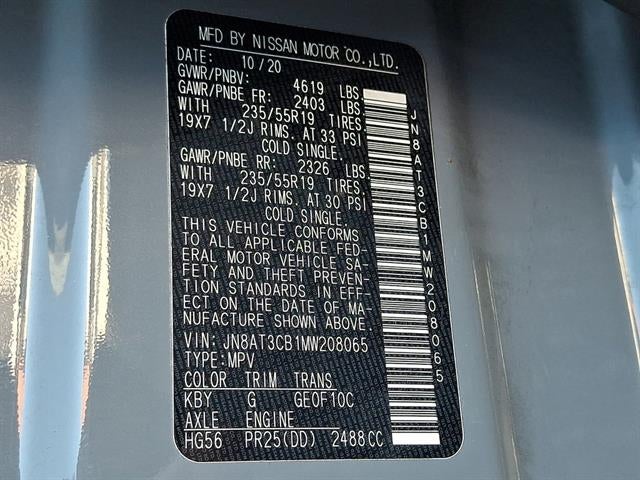 MFD BY NISSAN MOTOR CO.,LTD.
DATE: 10/20
GVWR/PNBV: 4619 LBS
GAWR/PNBE FR: 2403 LBS
WITH 235/55R19 TIRES.
19X7 1/2J RIMS. AT 33 PSI
COLD SINGLE.
GAWR/PNBE RR: 2326 LBS.
WITH 235/55R19 TIRES.
19X7 1/2J RIMS. AT 30 PSI
COLD SINGLE.
THIS VEHICLE CONFORMS
TO ALL APPLICABLE FED-
ERAL MOTOR VEHICLE SA-
FETY AND THEFT PREVEN-
TION STANDARDS IN EFF-
ECT ON THE DATE OF MA-
NUFACTURE SHOWN ABOVE.
VIN: JN8AT3CB1MW208065
TYPE:MPV
COLOR TRIM TRANS
KBY G GE0F10C
AXLE ENGINE
HG56 PR25(DD) 2488CC
JN8AT3CB1MW208065